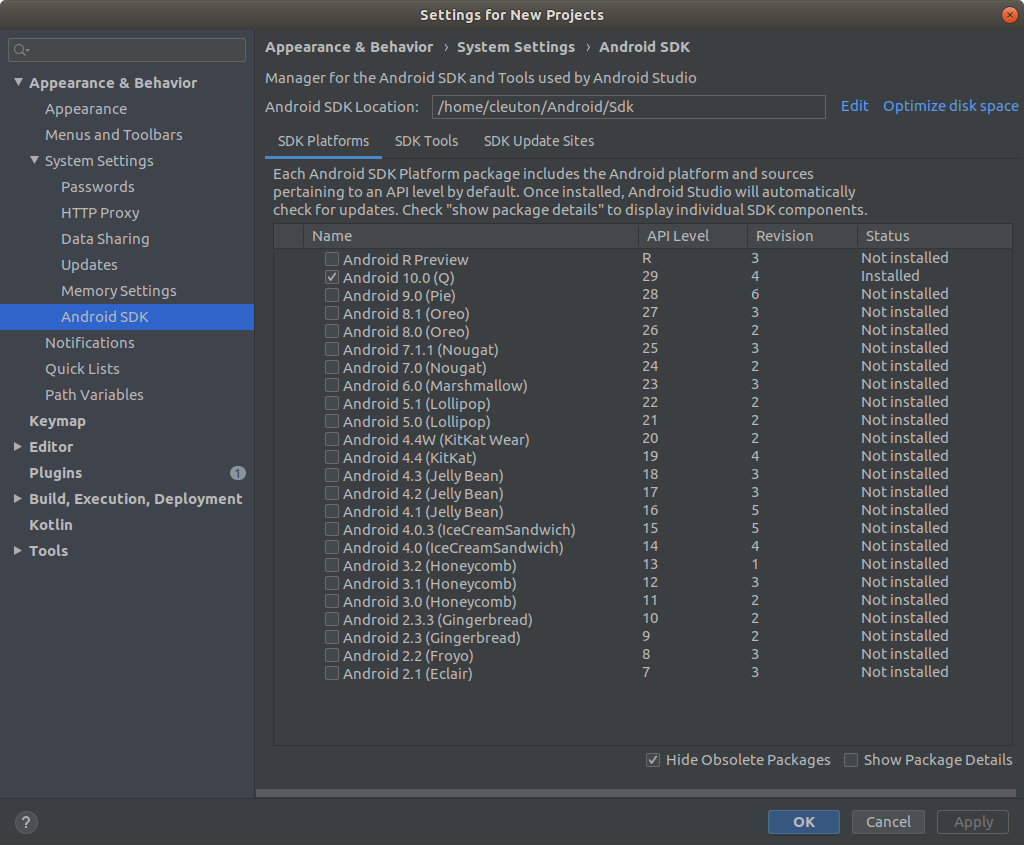 Settings for New Projects
Appearance & Behavior
Appearance
Menus and Toolbars
System Settings
Passwords
HTTP Proxy
Data Sharing
Updates
Memory Settings
Android SDK
Notifications
Quick Lists
Path Variables
Keymap
Editor
Plugins 1
Build, Execution, Deployment
Kotlin
Tools
Appearance & Behavior › System Settings › Android SDK
Manager for the Android SDK and Tools used by Android Studio
Android SDK Location: /home/cleuton/Android/Sdk Edit Optimize disk space
SDK Platforms SDK Tools SDK Update Sites
Each Android SDK Platform package includes the Android platform and sources
pertaining to an API level by default. Once installed, Android Studio will automatically
check for updates. Check "show package details" to display individual SDK components.
Name API Level Revision Status
Android R Preview R 3 Not installed
Android 10.0 (Q) 29 4 Installed
Android 9.0 (Pie) 28 6 Not installed
Android 8.1 (Oreo) 27 3 Not installed
Android 8.0 (Oreo) 26 2 Not installed
Android 7.1.1 (Nougat) 25 3 Not installed
Android 7.0 (Nougat) 24 2 Not installed
Android 6.0 (Marshmallow) 23 3 Not installed
Android 5.1 (Lollipop) 22 2 Not installed
Android 5.0 (Lollipop) 21 2 Not installed
Android 4.4W (KitKat Wear) 20 2 Not installed
Android 4.4 (KitKat) 19 4 Not installed
Android 4.3 (Jelly Bean) 18 3 Not installed
Android 4.2 (Jelly Bean) 17 3 Not installed
Android 4.1 (Jelly Bean) 16 5 Not installed
Android 4.0.3 (IceCreamSandwich) 15 5 Not installed
Android 4.0 (IceCreamSandwich) 14 4 Not installed
Android 3.2 (Honeycomb) 13 1 Not installed
Android 3.1 (Honeycomb) 12 3 Not installed
Android 3.0 (Honeycomb) 11 2 Not installed
Android 2.3.3 (Gingerbread) 10 2 Not installed
Android 2.3 (Gingerbread) 9 2 Not installed
Android 2.2 (Froyo) 8 3 Not installed
Android 2.1 (Eclair) 7 3 Not installed
Hide Obsolete Packages Show Package Details
? OK Cancel Apply